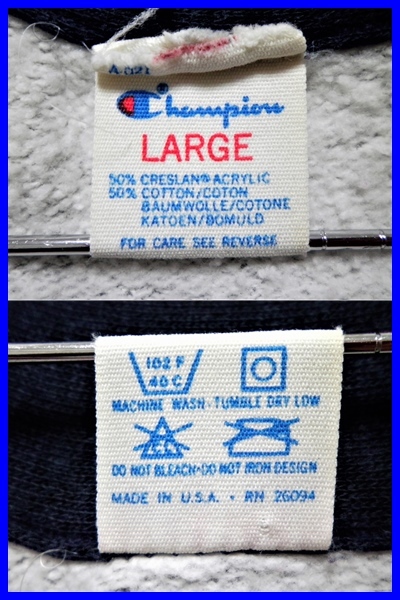 A-021
Champion®
LARGE
50% CRESLAN® ACRYLIC
50% COTTON/COTON
BAUMWOLLE/COTONE
KATOEN/BOMULD
FOR CARE SEE REVERSE
102 F
40 C
MACHINE WASH·TUMBLE DRY LOW
DO NOT BLEACH·DO NOT IRON DESIGN
MADE IN U.S.A. · RN 26094